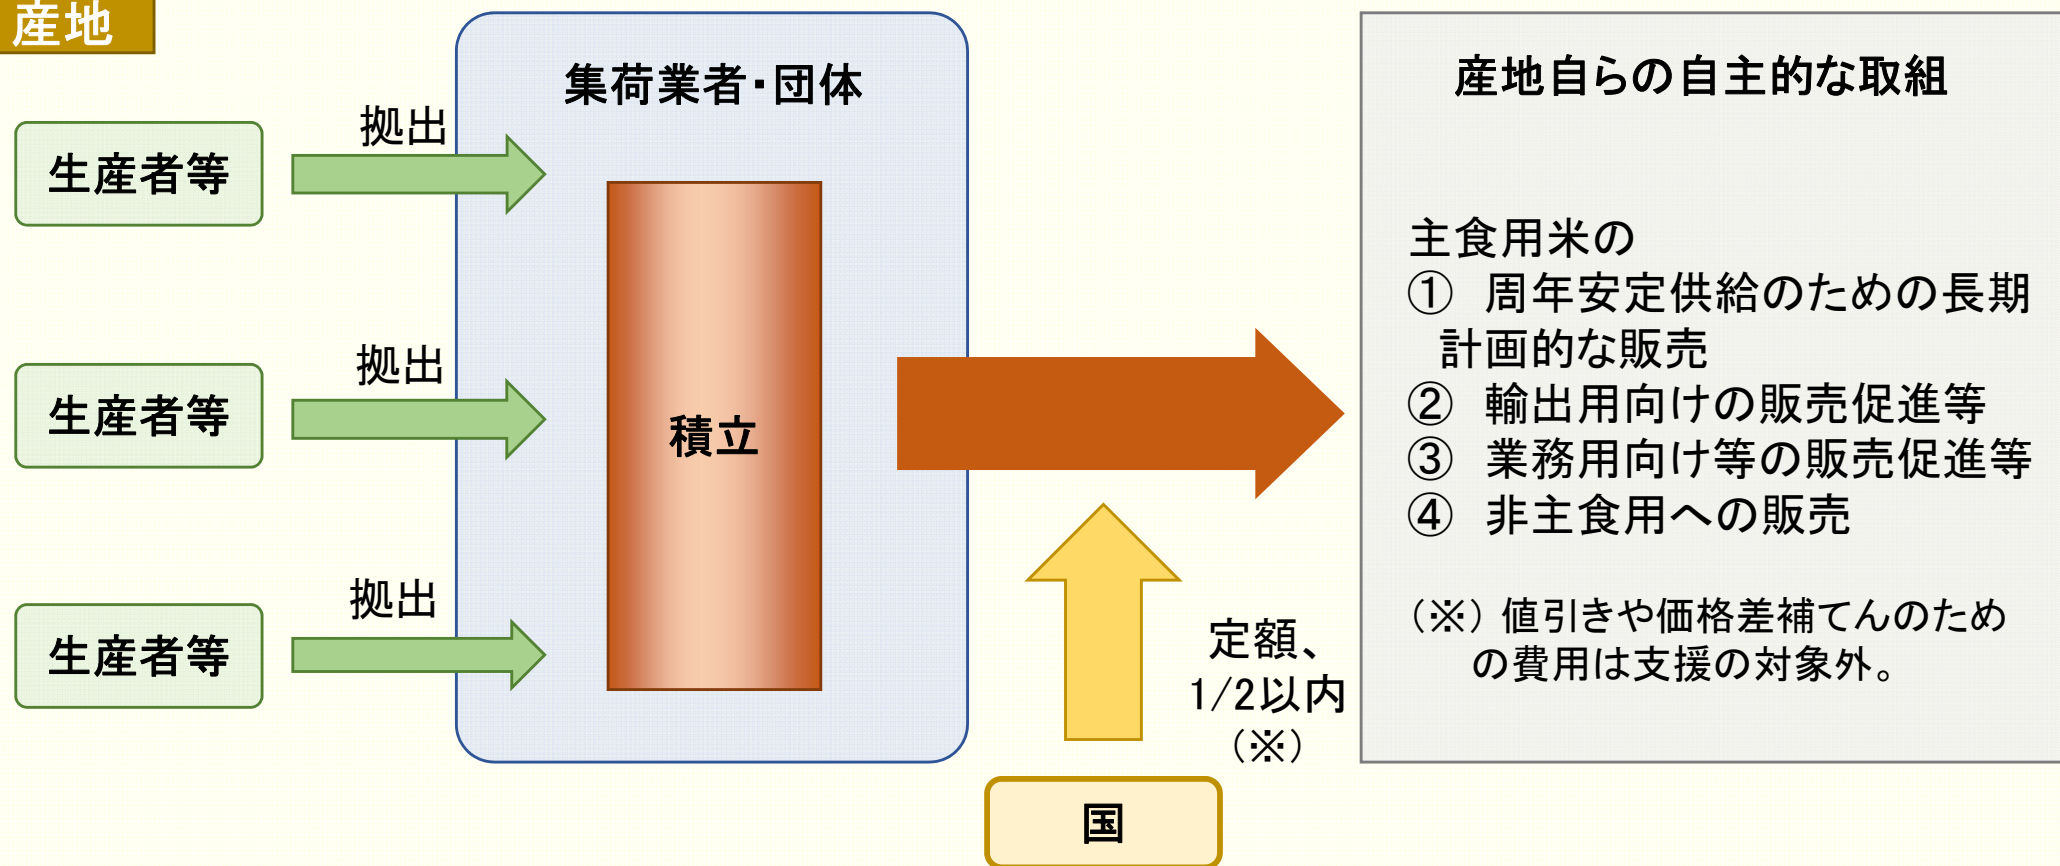 産地
集荷業者・団体
拠出
生産者等
拠出
生産者等
拠出
生産者等
積立
定額、
1/2以内
（※）
国
産地自らの自主的な取組
主食用米の
①　周年安定供給のための長期
計画的な販売
②　輸出用向けの販売促進等
③　業務用向け等の販売促進等
④　非主食用への販売
（※）値引きや価格差補てんのため
の費用は支援の対象外。